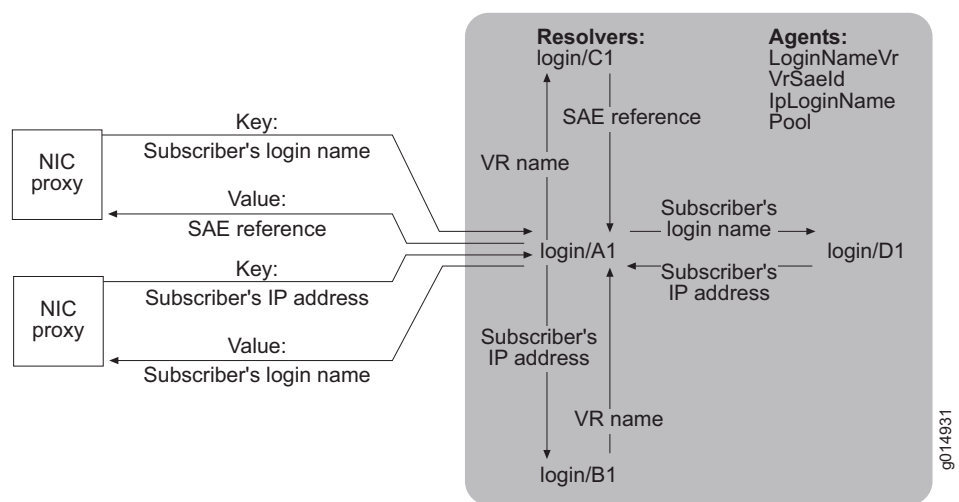 Resolvers:
login/C1
Agents:
LoginNameVr
VrSaeId
IpLoginName
Pool
SAE reference
VR name
NIC
proxy
Key:
Subscriber's login name
Value:
SAE reference
NIC
proxy
Key:
Subscriber's IP address
Value:
Subscriber's login name
login/A1
Subscriber's
login name
login/D1
Subscriber's
IP address
Subscriber's
IP address
VR name
login/B1
g014931